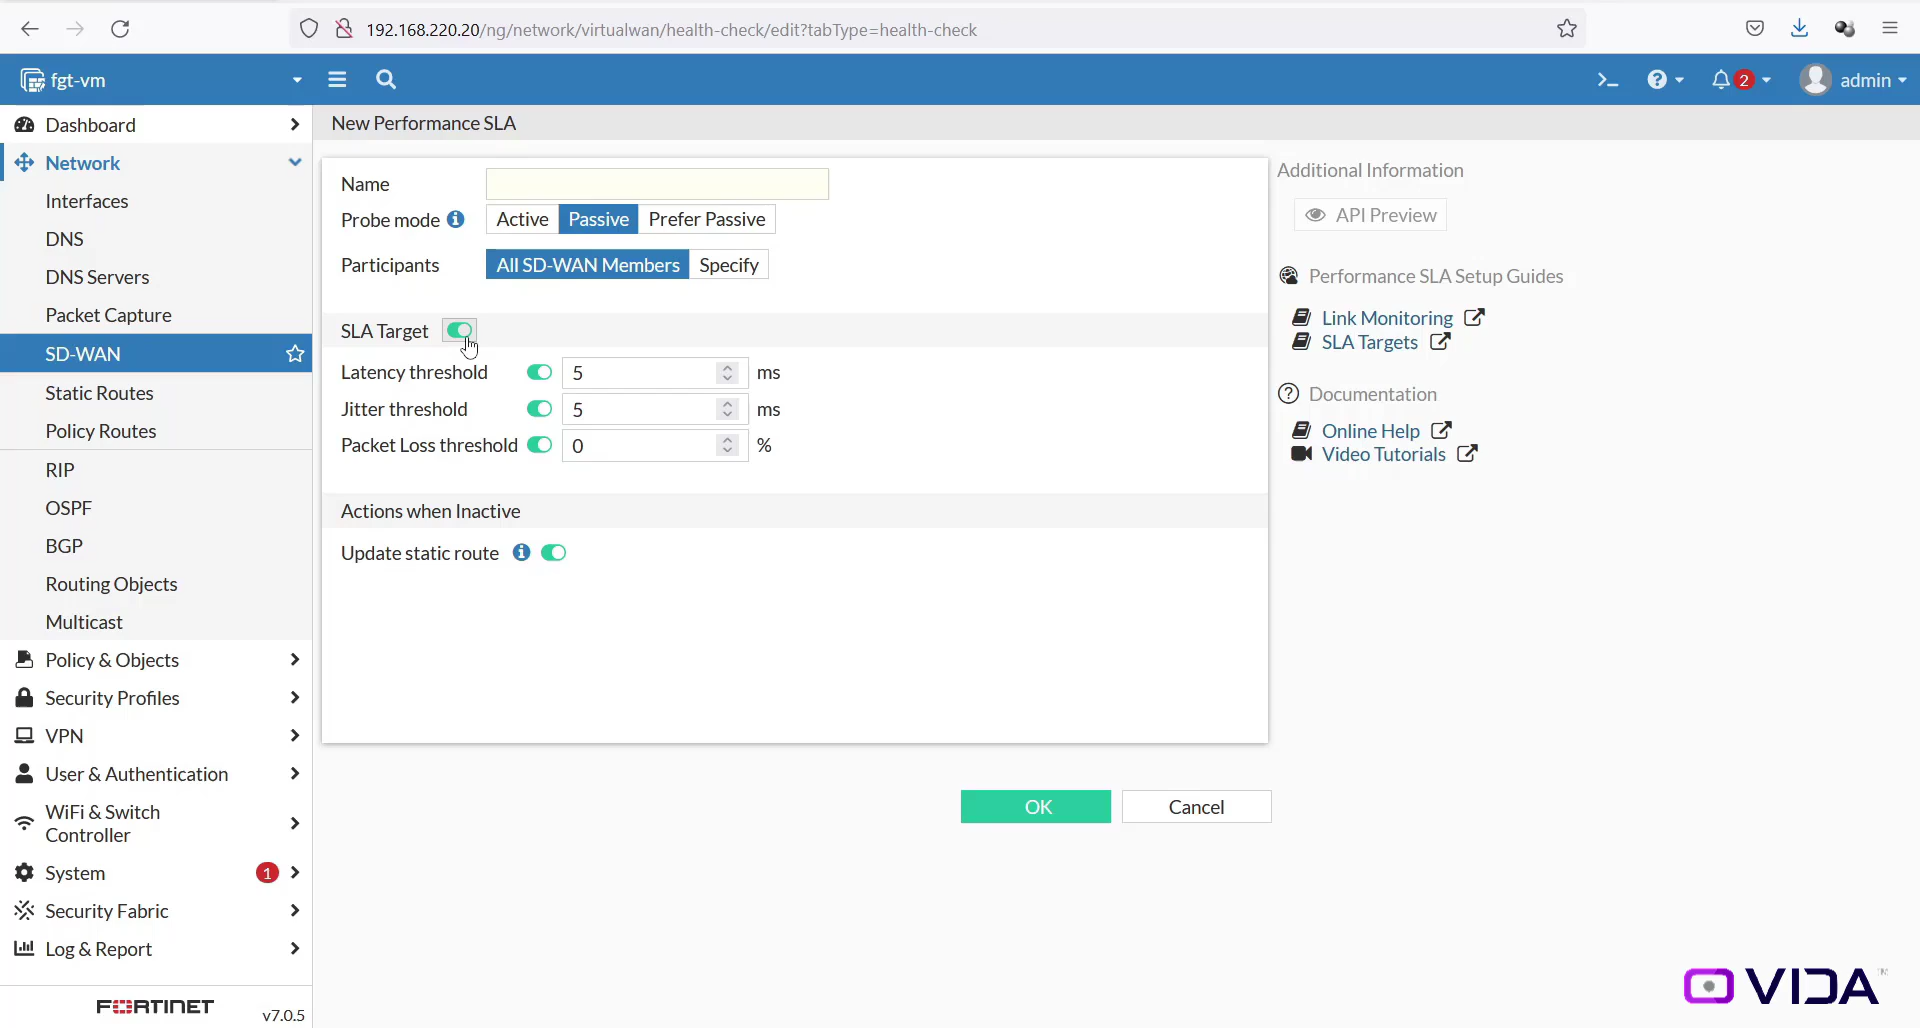 192.168.220.20/ng/network/virtualwan/health-check/edit?tabType=health-check
fgt-vm
2
admin
Dashboard
Network
Interfaces
DNS
DNS Servers
Packet Capture
SD-WAN
Static Routes
Policy Routes
RIP
OSPF
BGP
Routing Objects
Multicast
Policy & Objects
Security Profiles
VPN
User & Authentication
WiFi & Switch
Controller
System 1
Security Fabric
Log & Report
FORTINET
v7.0.5
New Performance SLA
Name
Probe mode Active Passive Prefer Passive
Participants All SD-WAN Members Specify
SLA Target
Latency threshold 5 ms
Jitter threshold 5 ms
Packet Loss threshold 0 %
Actions when Inactive
Update static route
OK Cancel
Additional Information
API Preview
Performance SLA Setup Guides
Link Monitoring
SLA Targets
Documentation
Online Help
Video Tutorials
VIDA™